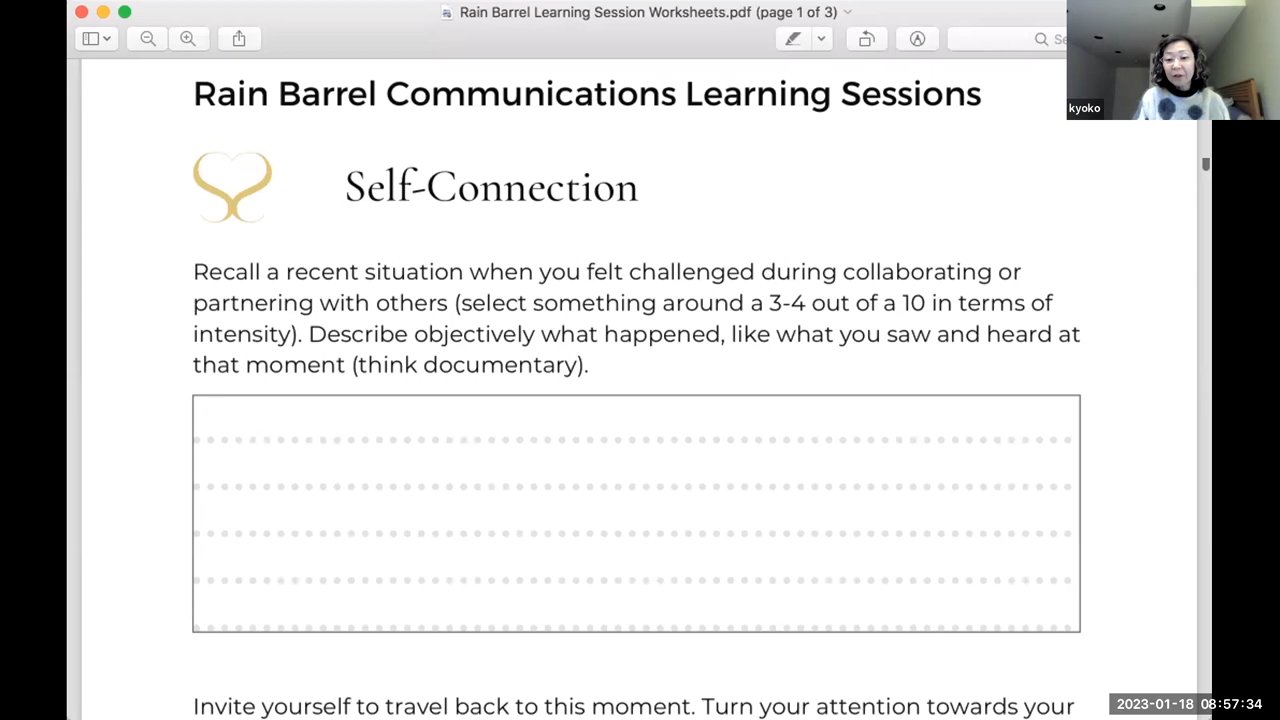 Rain Barrel Learning Session Worksheets.pdf (page 1 of 3)
kyoko
Rain Barrel Communications Learning Sessions
Self-Connection
Recall a recent situation when you felt challenged during collaborating or
partnering with others (select something around a 3-4 out of a 10 in terms of
intensity). Describe objectively what happened, like what you saw and heard at
that moment (think documentary).
Invite yourself to travel back to this moment. Turn your attention towards your
2023-01-18 08:57:34